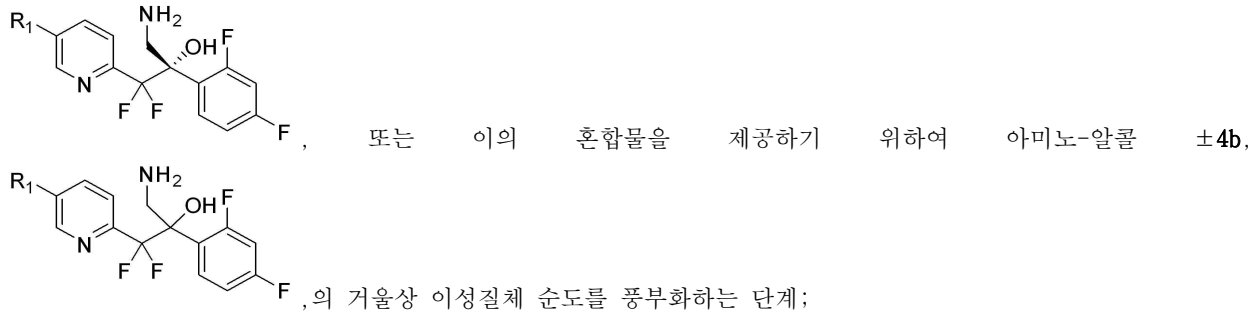 R₁ NH₂ OH F N F F F , 또는 이의 혼합물을 제공하기 위하여 아미노-알콜 ±4b,
R₁ NH₂ OH F N F F F ,의 거울상 이성질체 순도를 풍부화하는 단계;